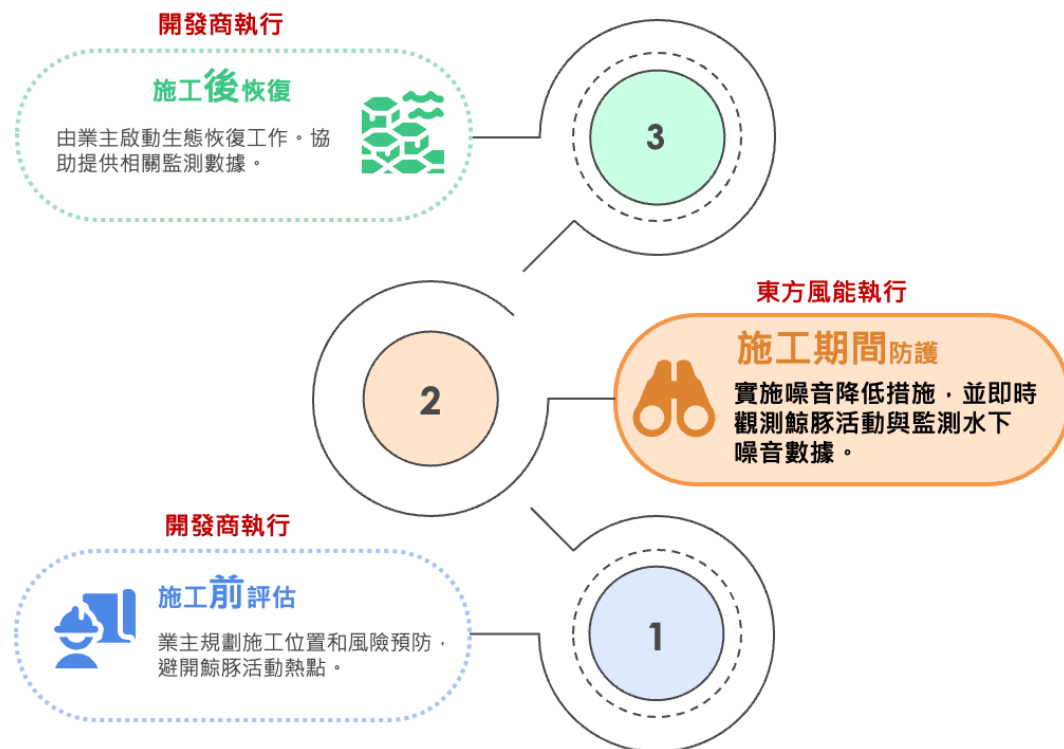 開發商執行
施工後恢復
由業主啟動生態恢復工作。協
助提供相關監測數據。
3
東方風能執行
施工期間防護
實施噪音降低措施，並即時
觀測鯨豚活動與監測水下
噪音數據。
2
開發商執行
施工前評估
業主規劃施工位置和風險預防，
避開鯨豚活動熱點。
1